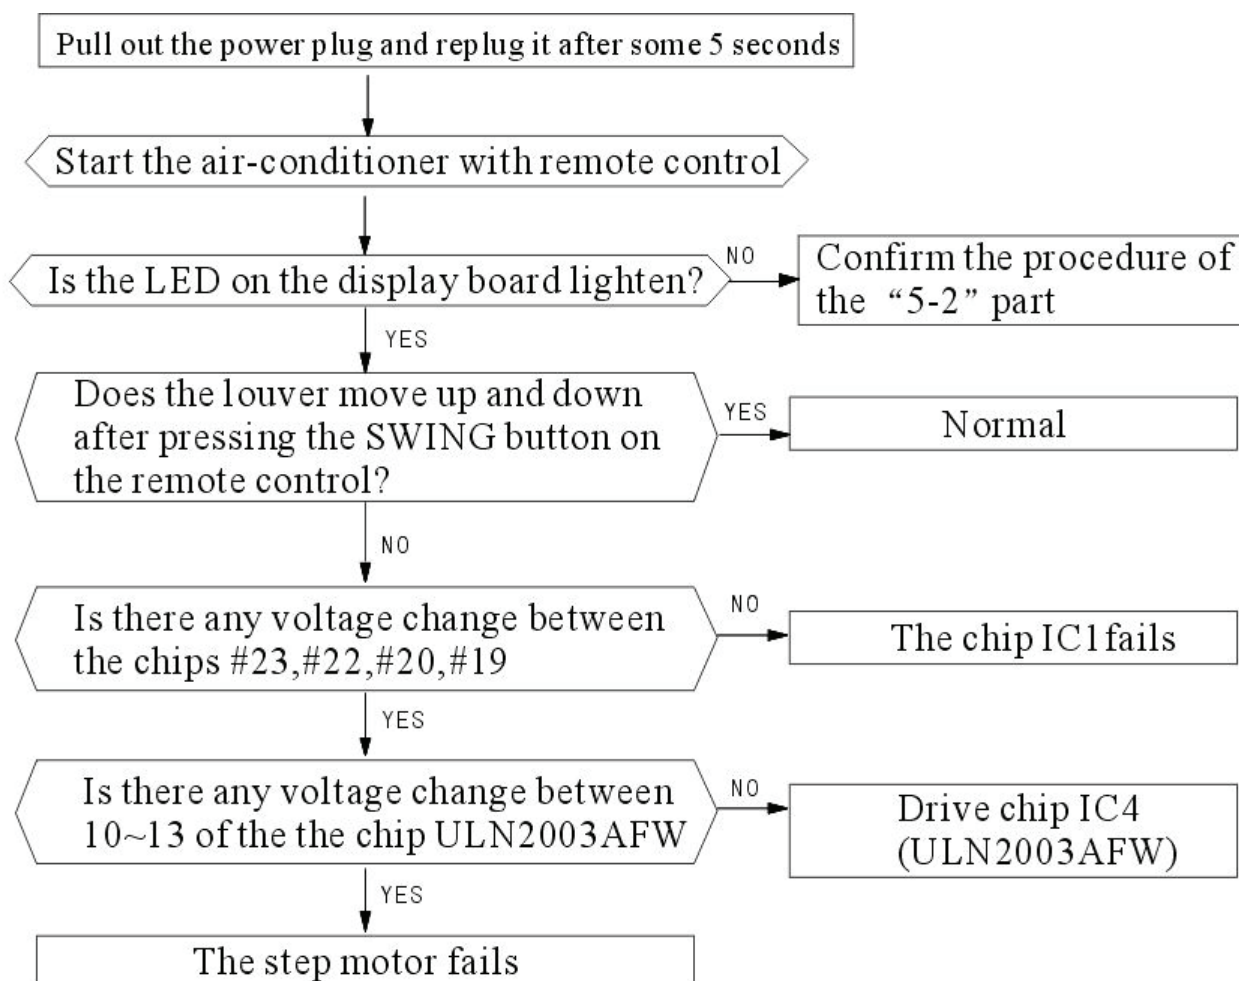 Pull out the power plug and replug it after some 5 seconds
Start the air-conditioner with remote control
Is the LED on the display board lighten?
NO
Confirm the procedure of
the “5-2” part
YES
Does the louver move up and down
after pressing the SWING button on
the remote control?
YES
Normal
NO
Is there any voltage change between
the chips #23,#22,#20,#19
NO
The chip IC1fails
YES
Is there any voltage change between
10~13 of the the chip ULN2003AFW
NO
Drive chip IC4
(ULN2003AFW)
YES
The step motor fails